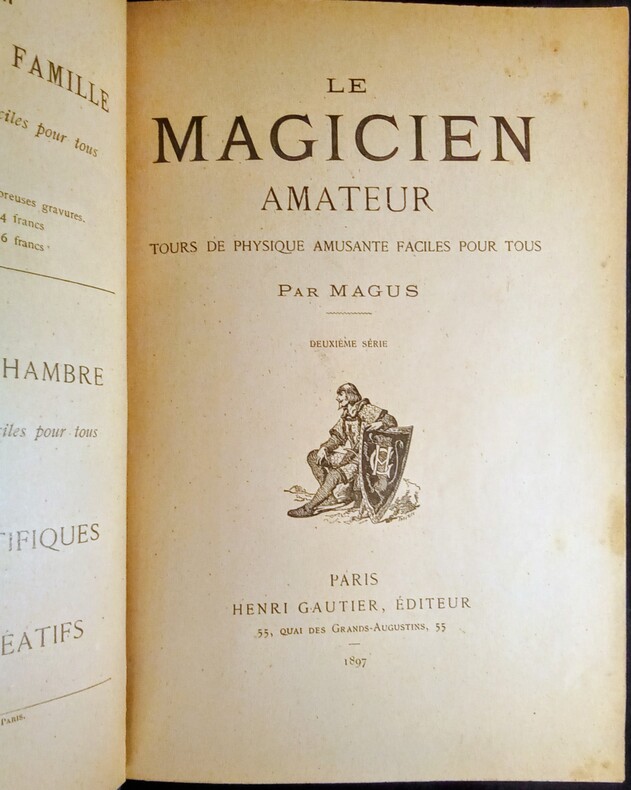 FAMILLE
ciles pour tous
breuses gravures.
4 francs
6 francs
HAMBRE
iles pour tous
TIFIQUES
ÉATIFS
PARIS.
LE
MAGICIEN
AMATEUR
TOURS DE PHYSIQUE AMUSANTE FACILES POUR TOUS
PAR MAGUS
DEUXIÈME SÉRIE
PARIS
HENRI GAUTIER, ÉDITEUR
55, QUAI DES GRANDS-AUGUSTINS, 55
1897